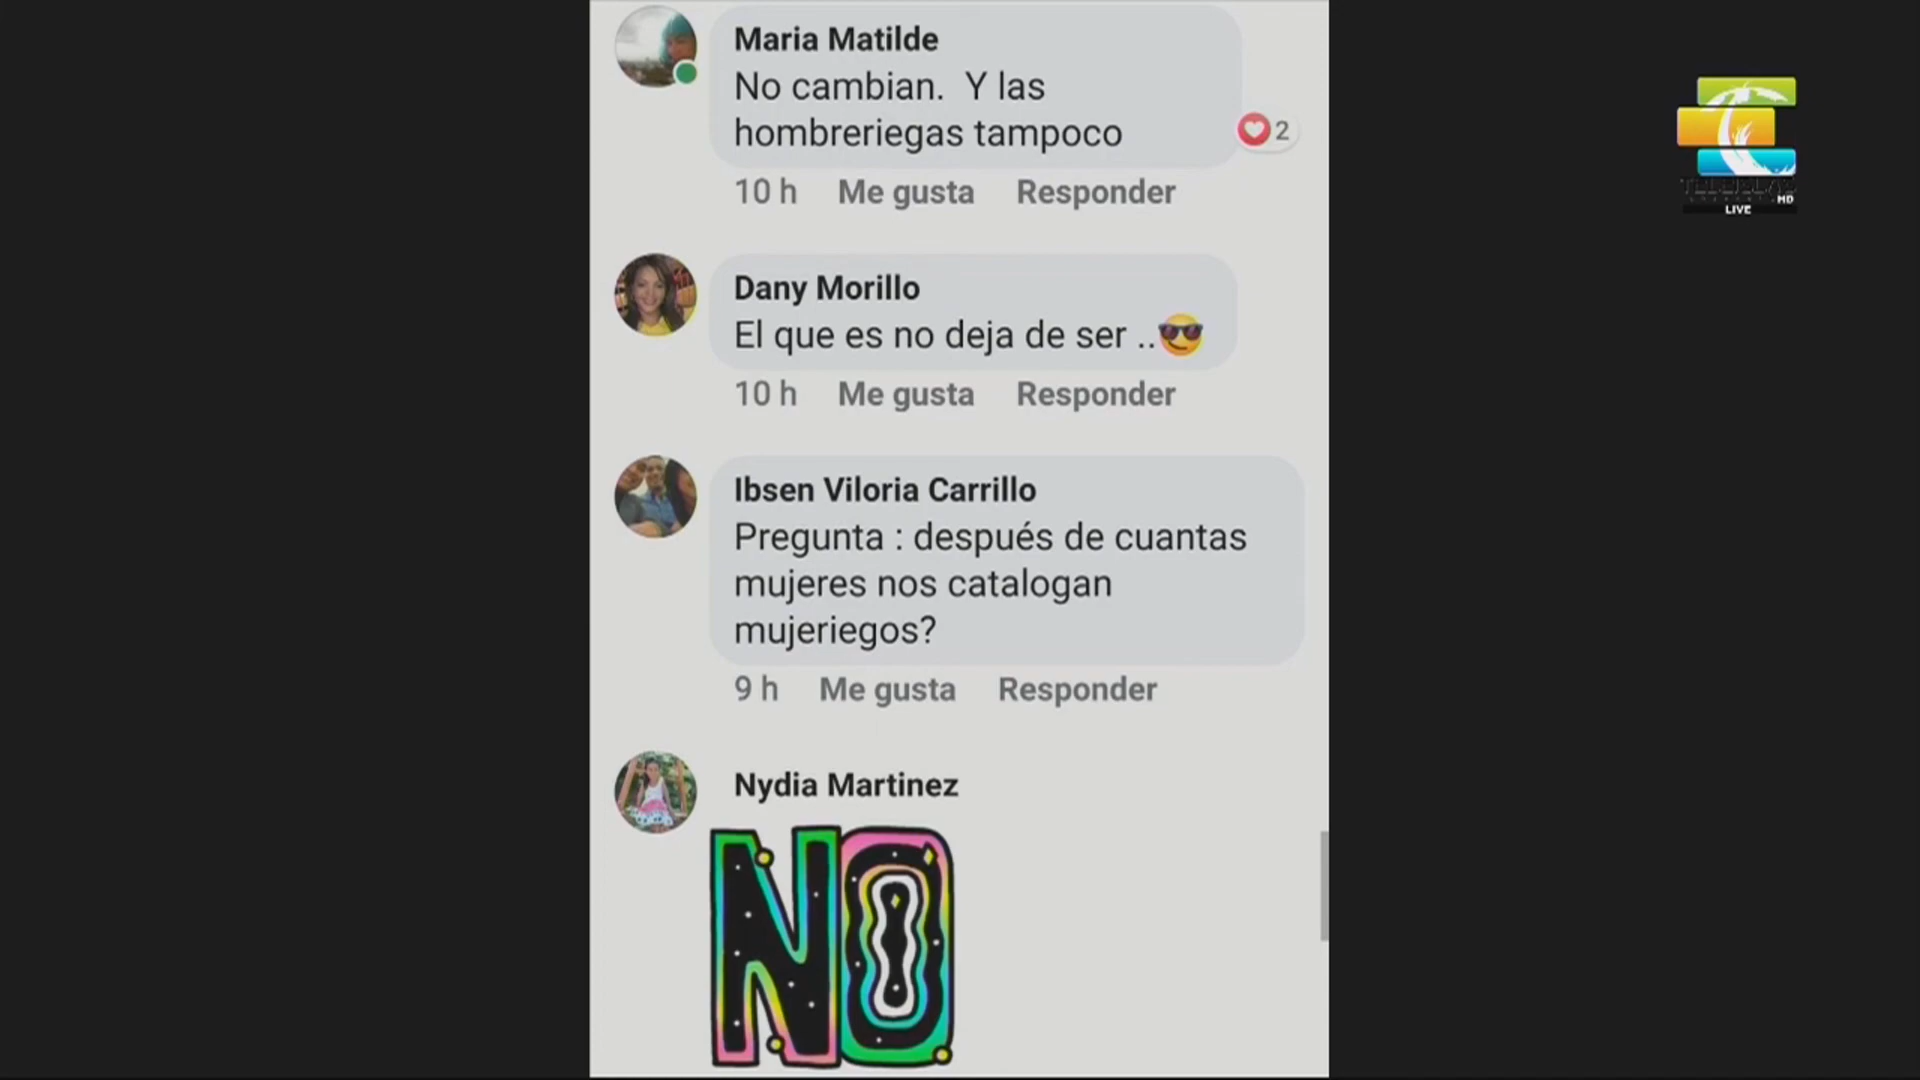 Maria Matilde
No cambian. Y las
hombreriegas tampoco
2
10 h Me gusta Responder
Dany Morillo
El que es no deja de ser ..😎
10 h Me gusta Responder
Ibsen Viloria Carrillo
Pregunta : después de cuantas
mujeres nos catalogan
mujeriegos?
9 h Me gusta Responder
Nydia Martinez
NO
HD
LIVE